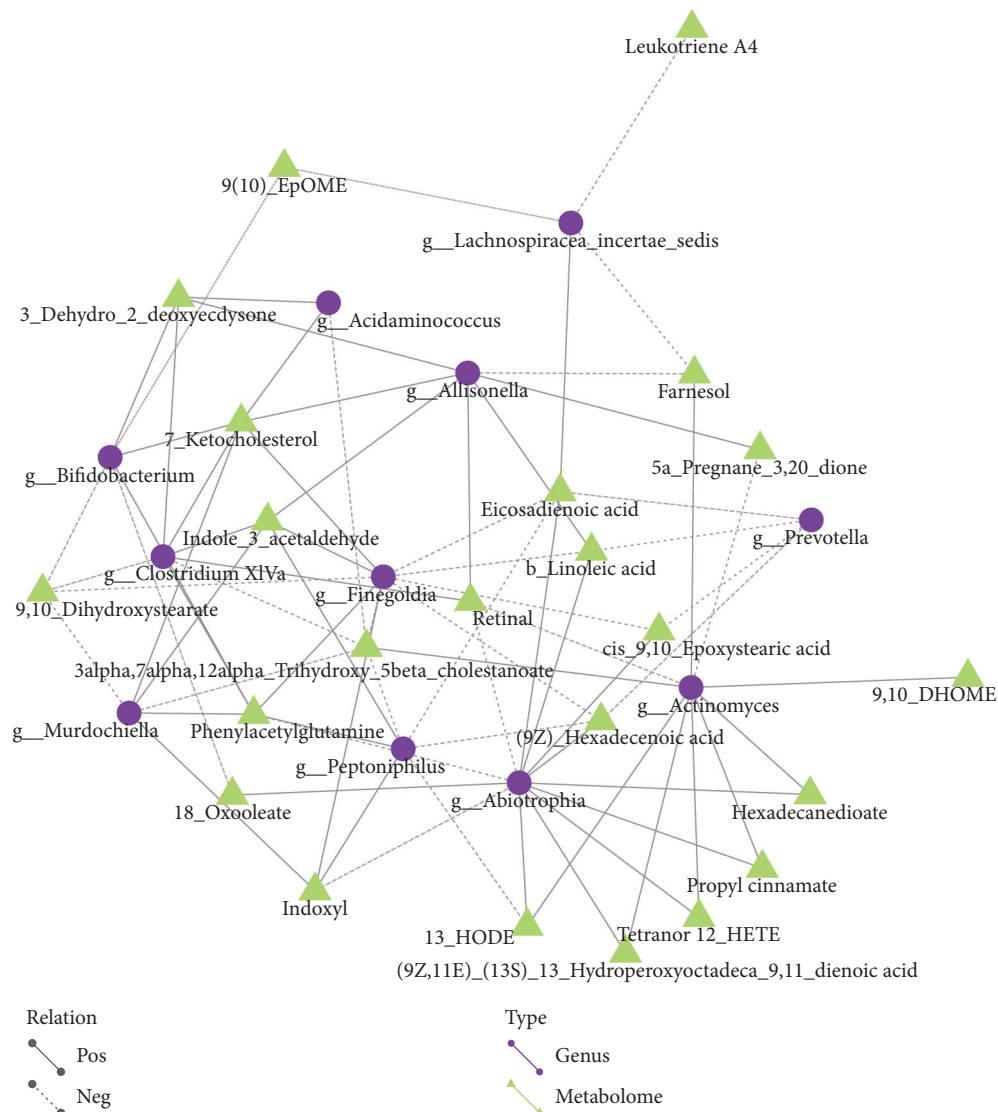 Leukotriene A4
9(10)_EpOME
g__Lachnospiracea_incertae_sedis
3_Dehydro_2_deoxyecdysone
g__Acidaminococcus
g__Allisonella
Farnesol
7_Ketocholesterol
g__Bifidobacterium
5a_Pregnane_3,20_dione
Eicosadienoic acid
Indole_3_acetaldehyde
g__Prevotella
g__Clostridium XlVa
b_Linoleic acid
g__Finegoldia
9,10_Dihydroxystearate
Retinal
cis_9,10_Epoxystearic acid
3alpha,7alpha,12alpha_Trihydroxy_5beta_cholestanoate
9,10_DHOME
g__Actinomyces
g__Murdochiella
Phenylacetylglutamine
(9Z)_Hexadecenoic acid
g__Peptoniphilus
g__Abiotrophia
18_Oxooleate
Hexadecanedioate
Propyl cinnamate
Indoxyl
Tetranor 12_HETE
13_HODE
(9Z,11E)_(13S)_13_Hydroperoxyoctadeca_9,11_dienoic acid
Relation
Pos
Neg
Type
Genus
Metabolome